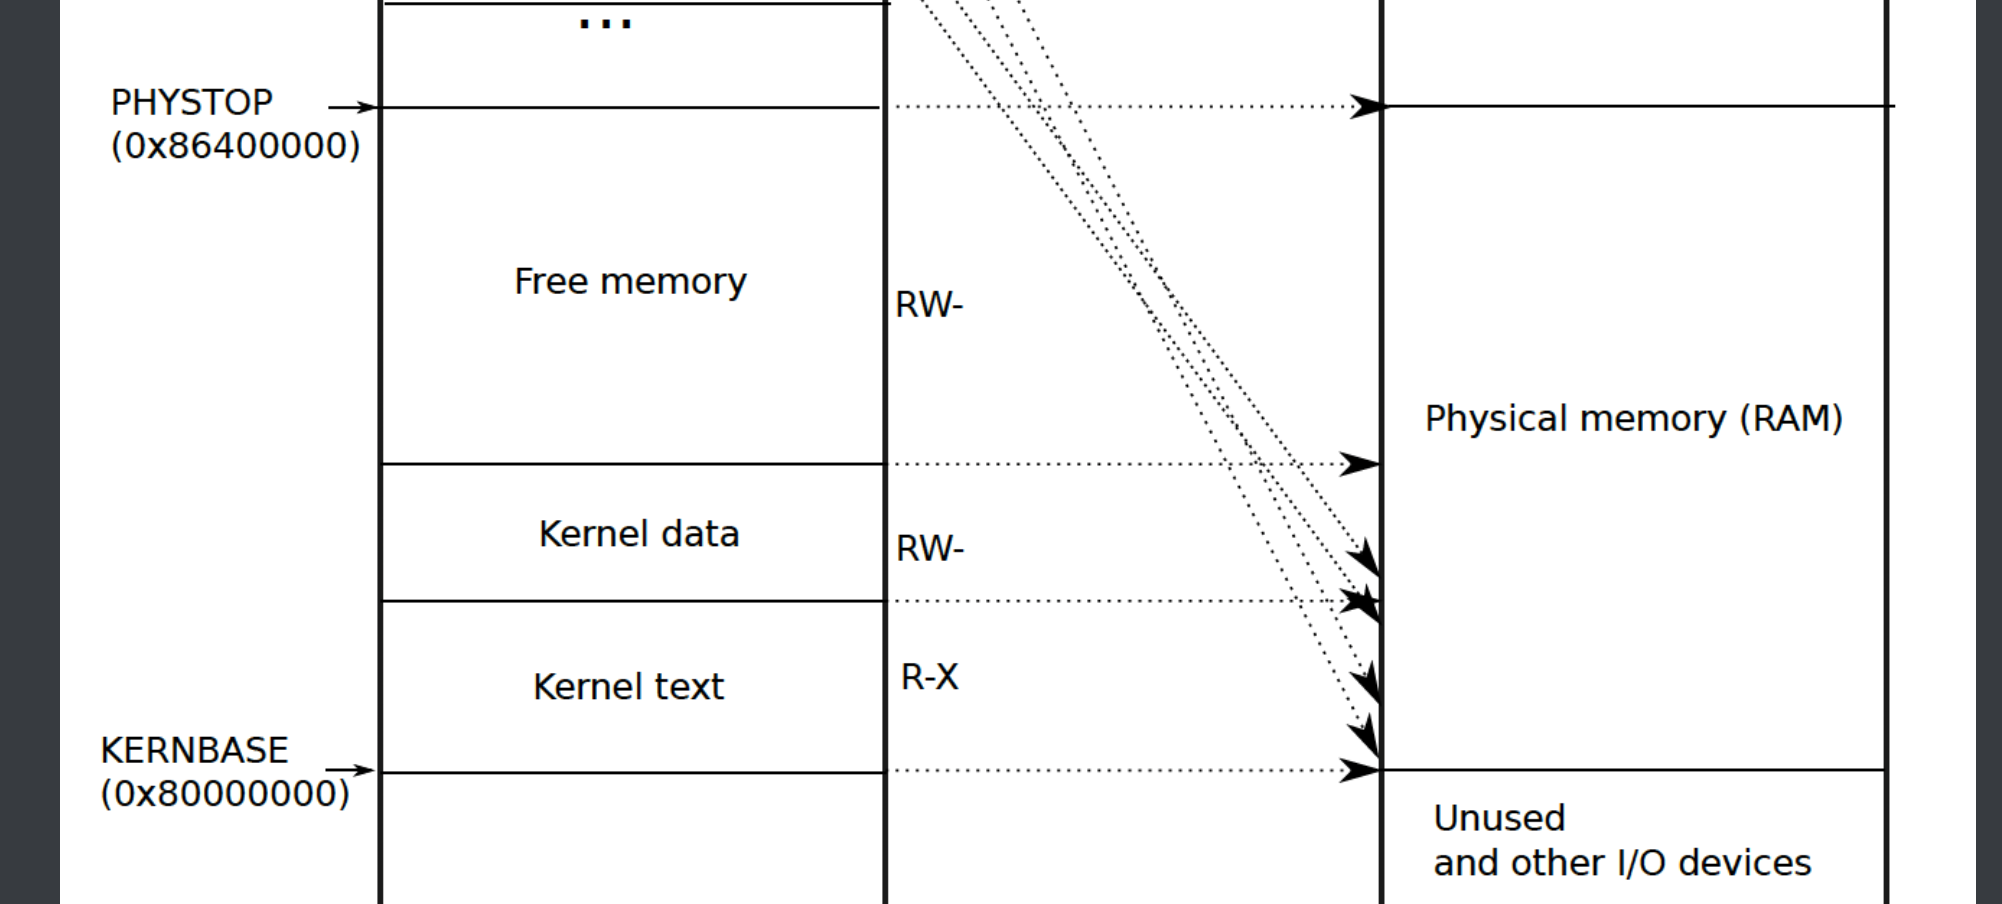 ...
PHYSTOP
(0x86400000)
Free memory
RW-
Physical memory (RAM)
Kernel data
RW-
Kernel text
R-X
KERNBASE
(0x80000000)
Unused
and other I/O devices